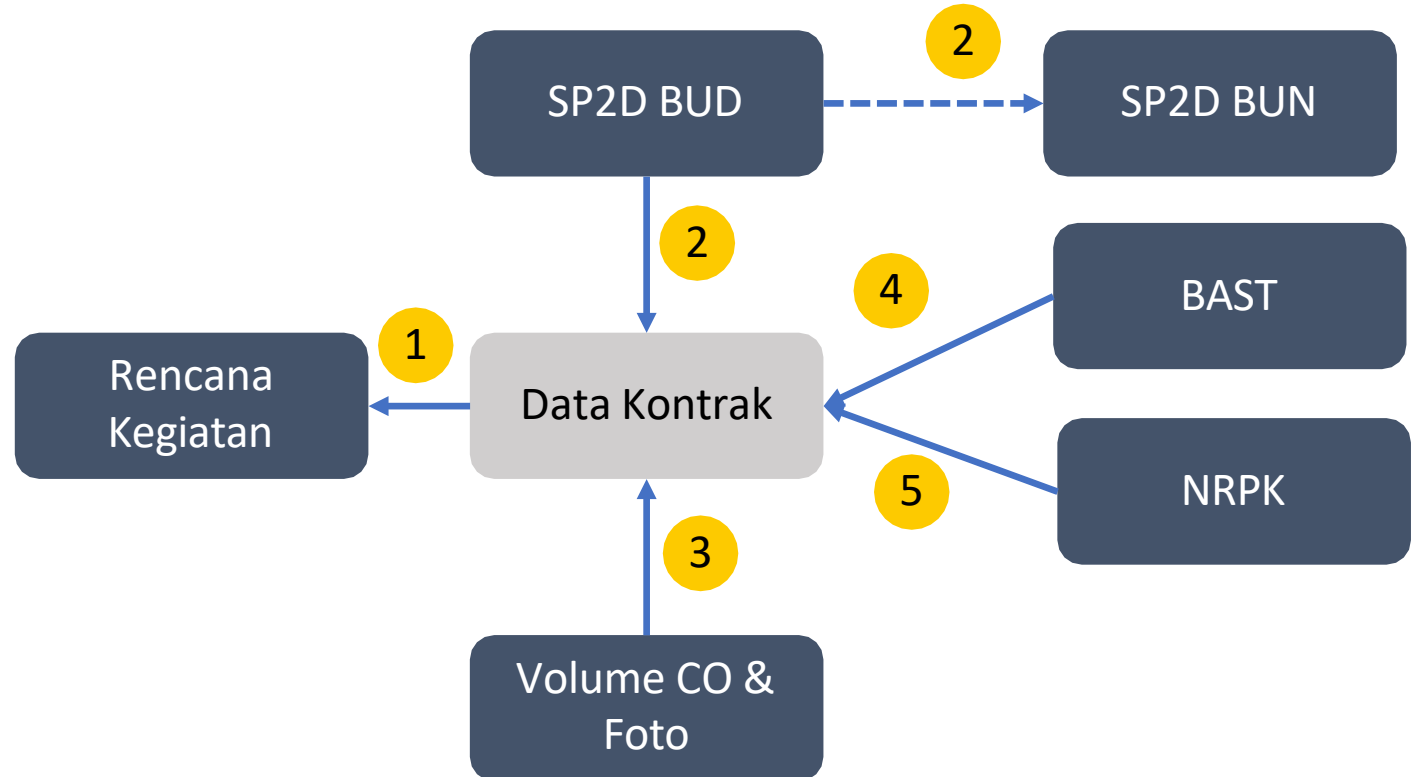 2
SP2D BUD
SP2D BUN
2
4
BAST
1
Rencana
Kegiatan
Data Kontrak
5
NRPK
3
Volume CO &
Foto